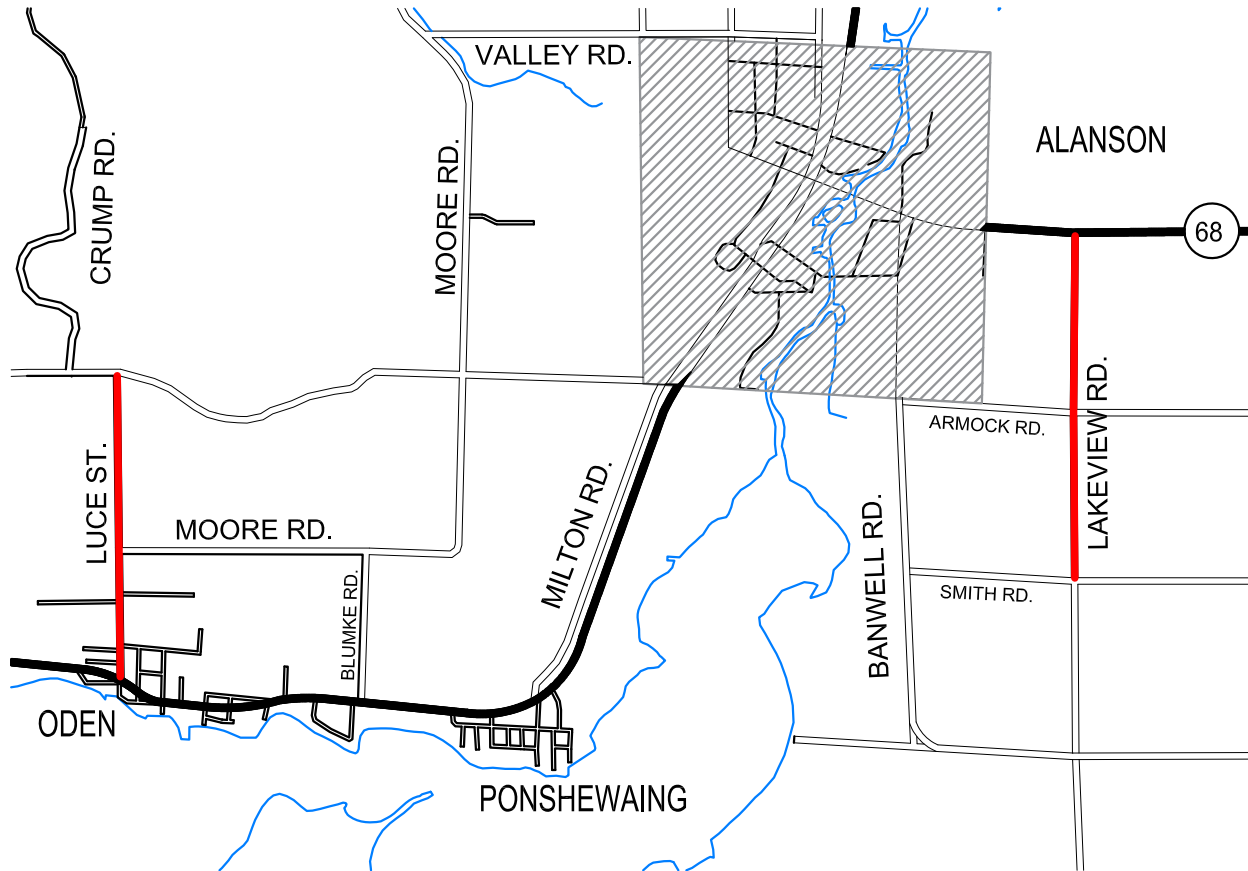 VALLEY RD.
ALANSON
CRUMP RD.
MOORE RD.
68
LUCE ST.
MOORE RD.
BLUMKE RD.
MILTON RD.
ARMOCK RD.
LAKEVIEW RD.
BANWELL RD.
SMITH RD.
ODEN
PONSHEWAING